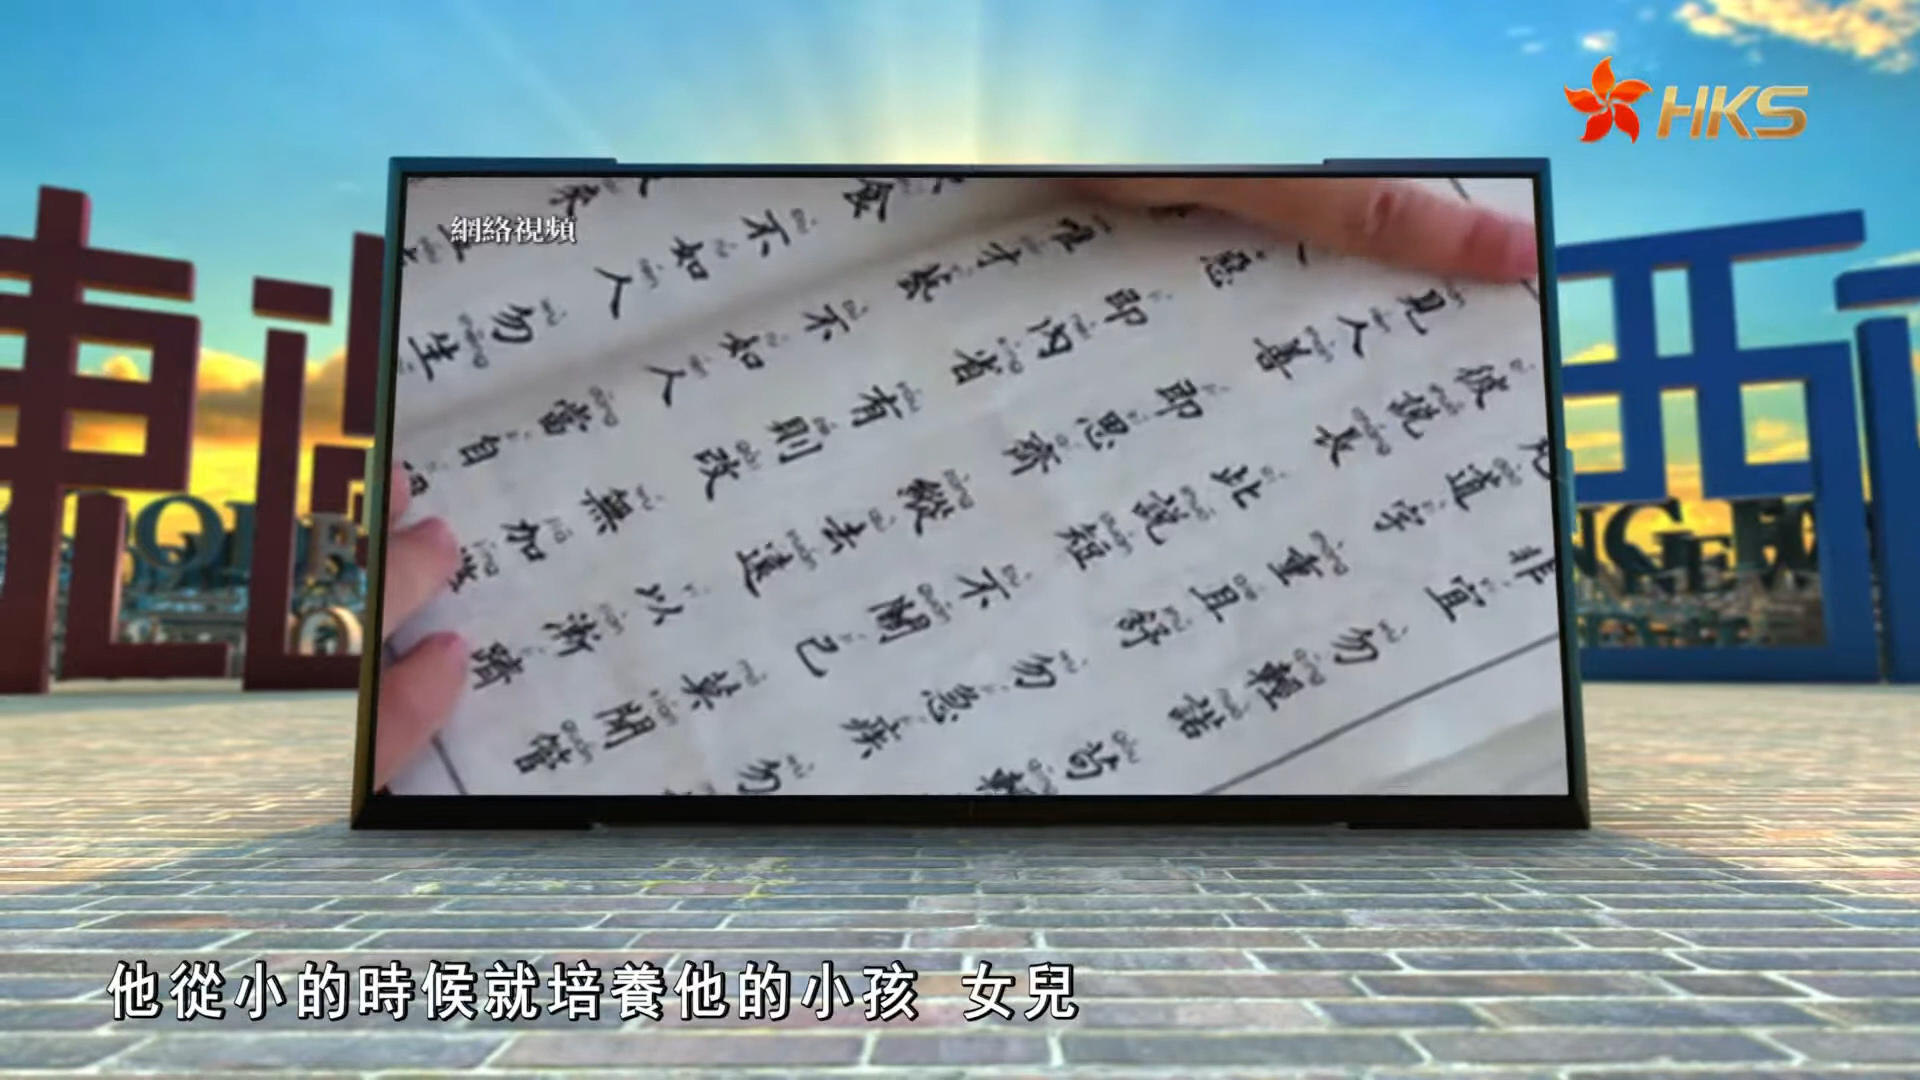 HKS
網絡視頻
非宜 勿輕諾 苟輕
凡道字 重且舒 勿急疾 勿
彼說長 此說短 不關己 莫閒管
見人善 即思齊 縱去遠 以漸躋
惡 即內省 有則改 無加警
唯才藝 不如人 當自
不如人 勿生
他從小的時候就培養他的小孩 女兒